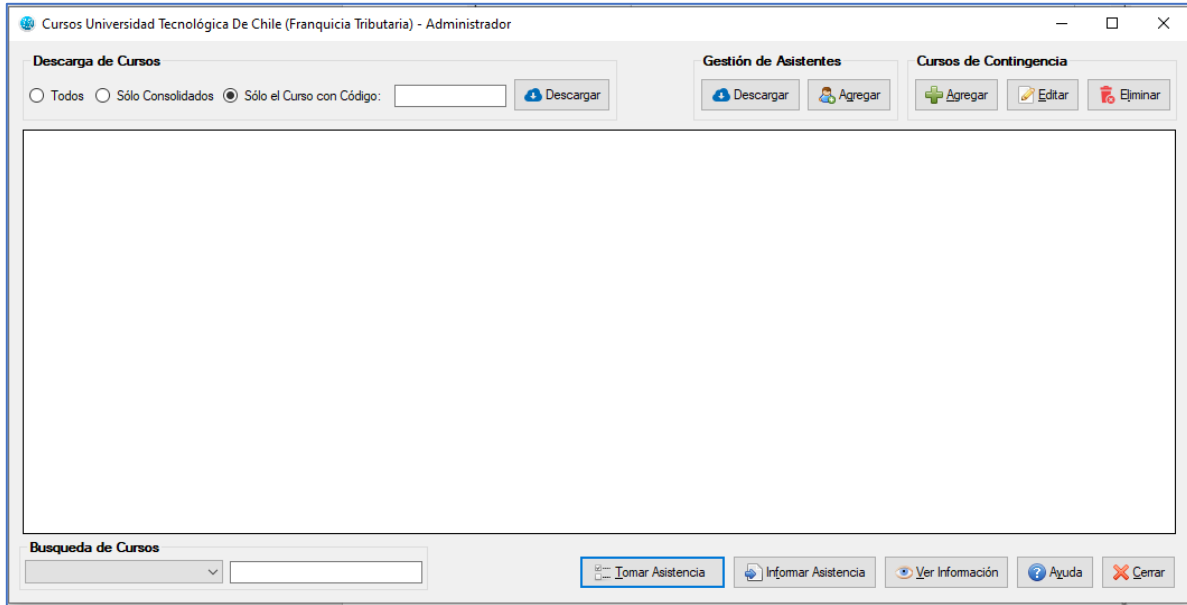 Cursos Universidad Tecnológica De Chile (Franquicia Tributaria) - Administrador
Descarga de Cursos
Gestión de Asistentes
Cursos de Contingencia
Todos Sólo Consolidados Sólo el Curso con Código: Descargar
Descargar Agregar
Agregar Editar Eliminar
Busqueda de Cursos
Tomar Asistencia Informar Asistencia Ver Información Ayuda Cerrar